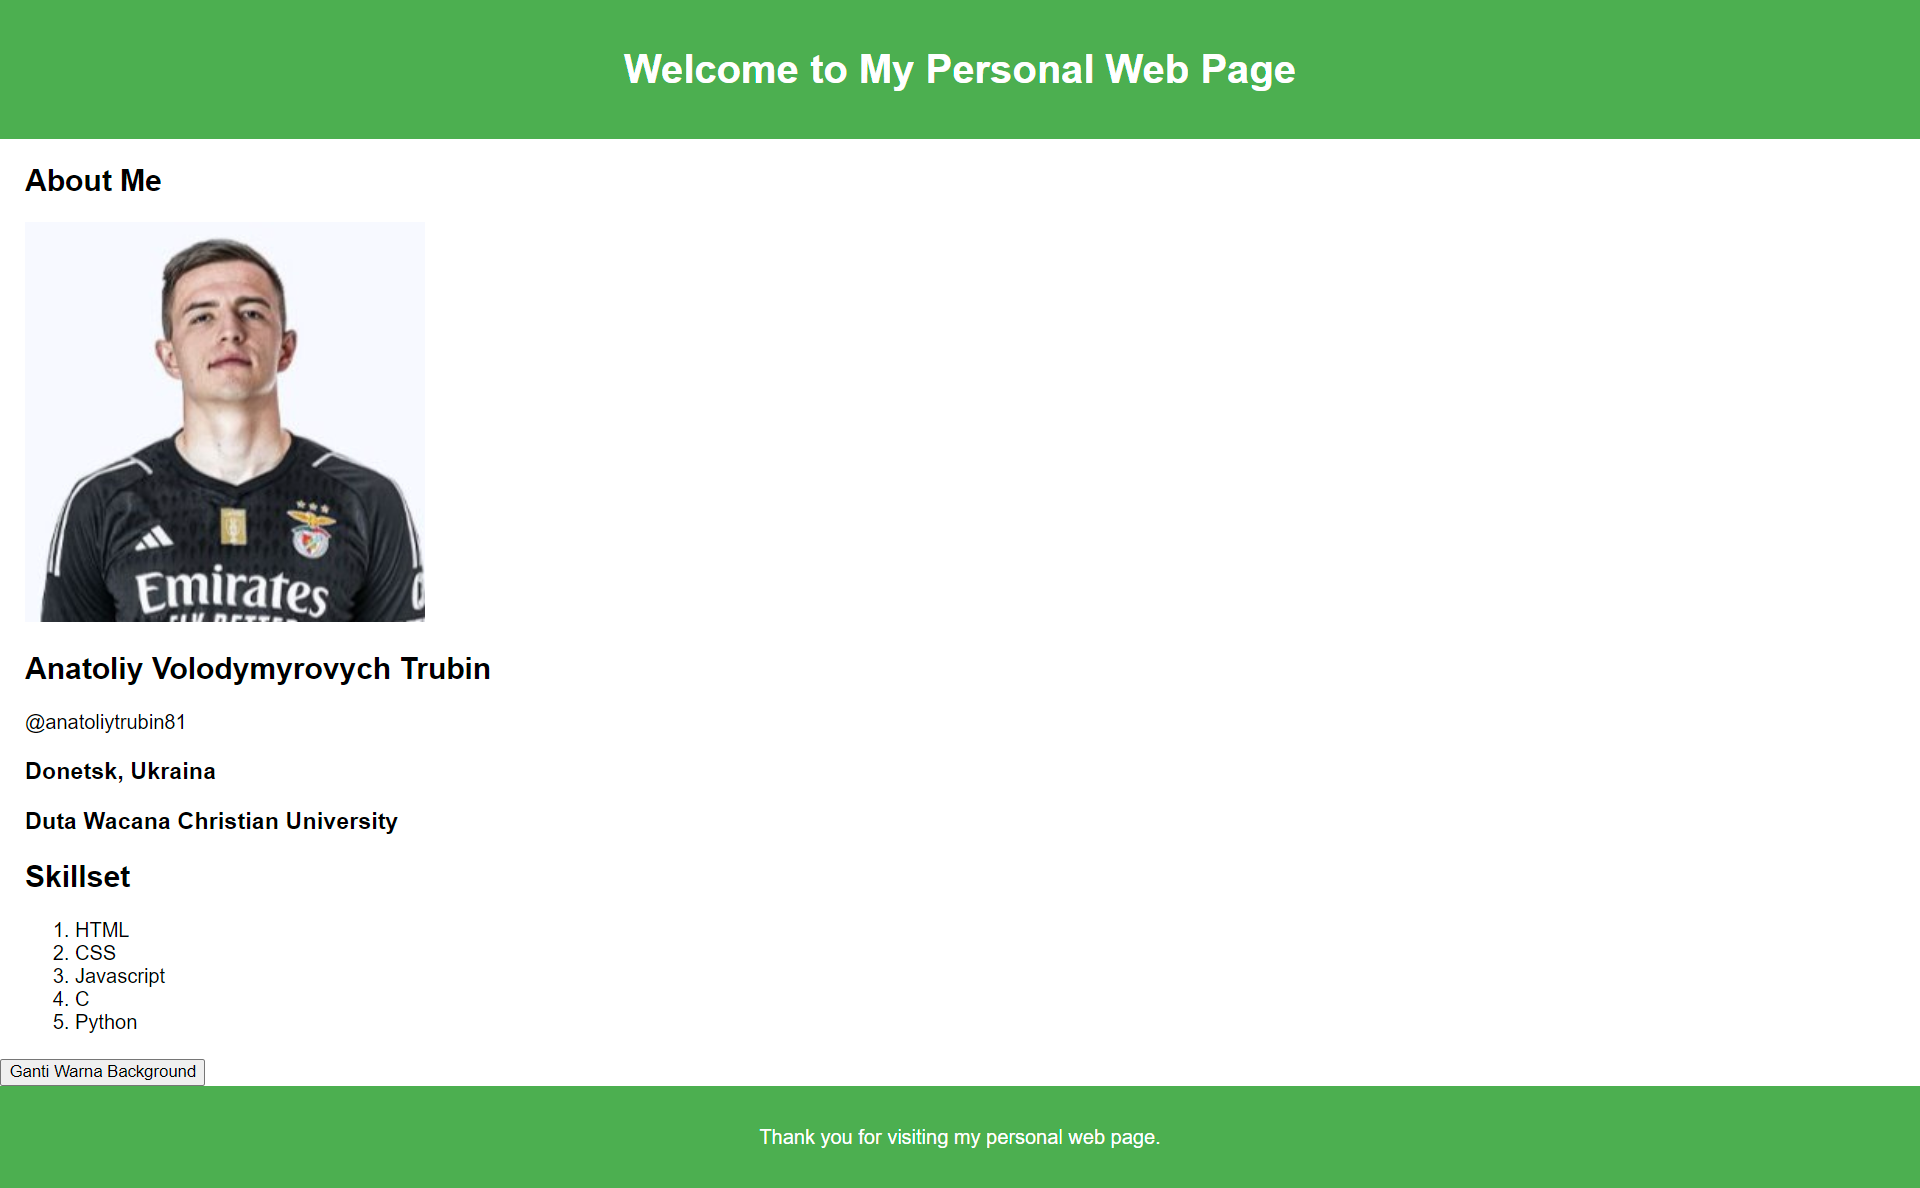 Welcome to My Personal Web Page
About Me
Emirates
Anatoliy Volodymyrovych Trubin
@anatoliytrubin81
Donetsk, Ukraina
Duta Wacana Christian University
Skillset
1. HTML
2. CSS
3. Javascript
4. C
5. Python
Ganti Warna Background
Thank you for visiting my personal web page.